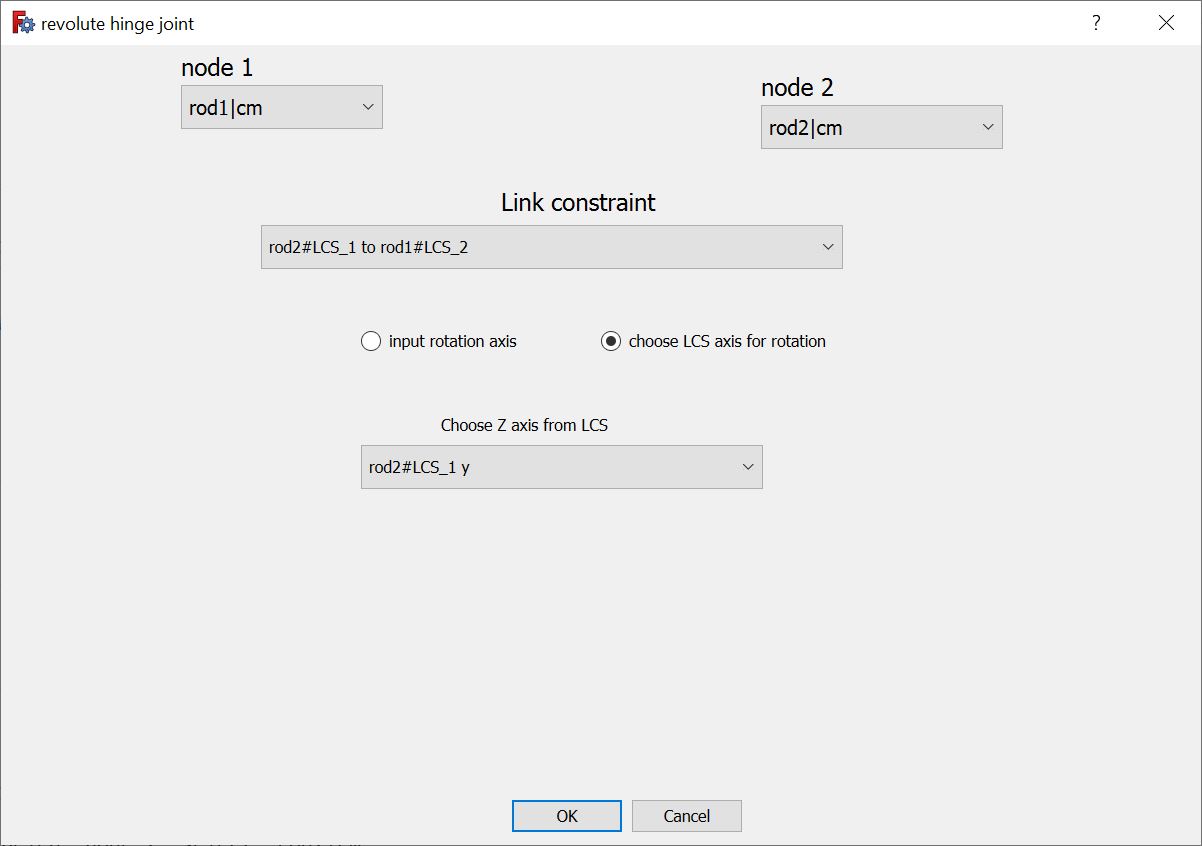 revolute hinge joint
?
node 1
rod1|cm
node 2
rod2|cm
Link constraint
rod2#LCS_1 to rod1#LCS_2
input rotation axis
choose LCS axis for rotation
Choose Z axis from LCS
rod2#LCS_1 y
OK
Cancel